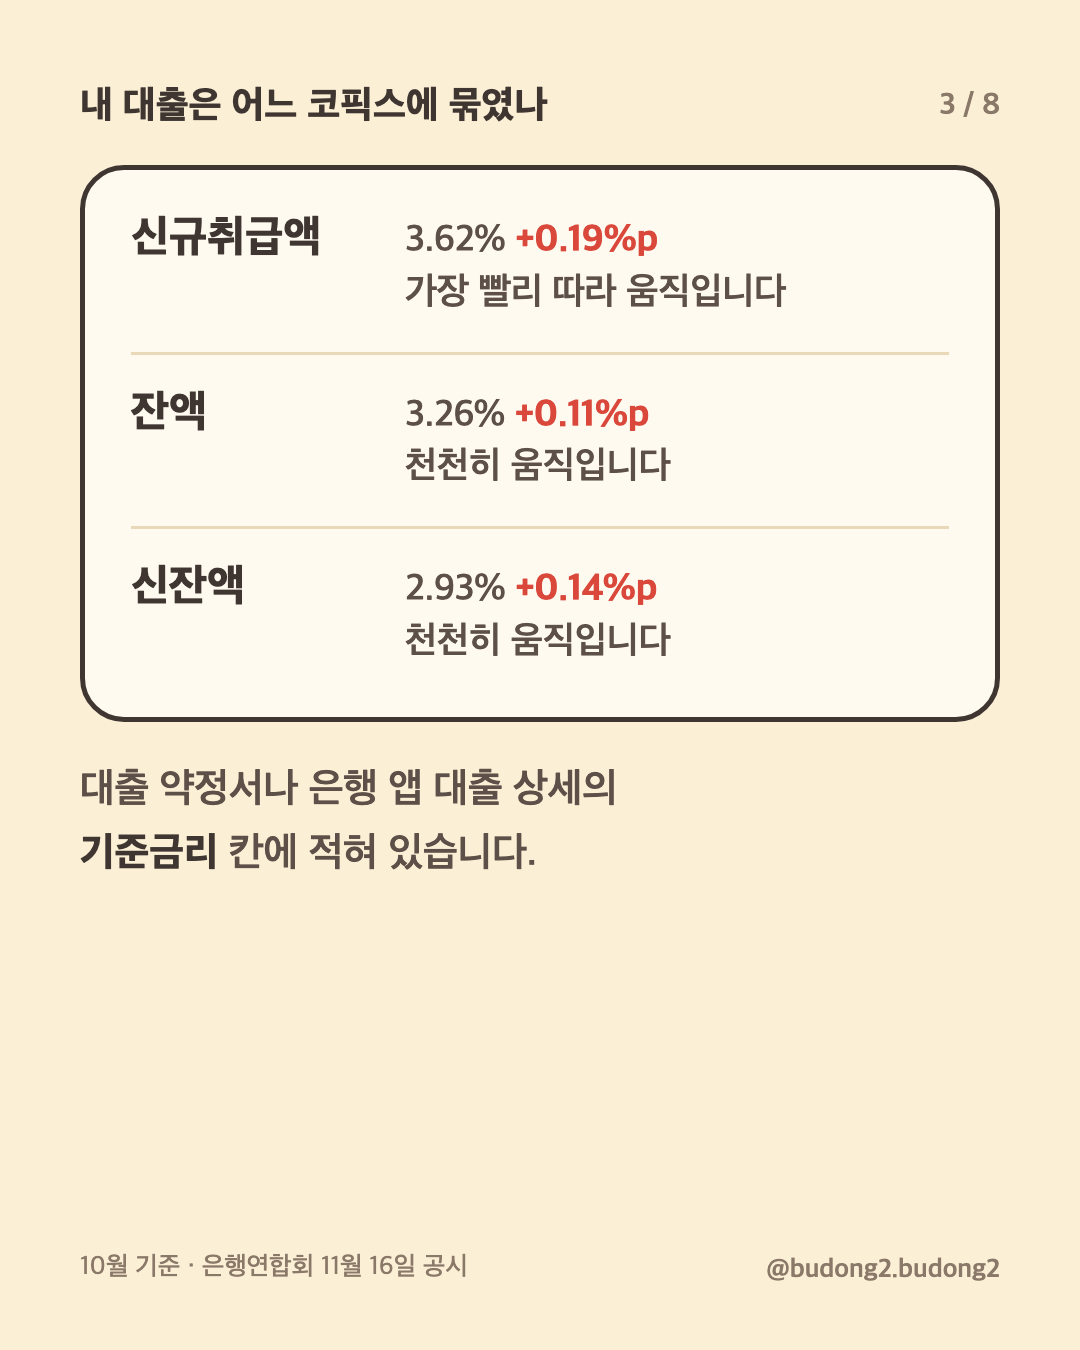 내 대출은 어느 코픽스에 묶였나
3 / 8
신규취급액
3.62% +0.19%p
가장 빨리 따라 움직입니다
잔액
3.26% +0.11%p
천천히 움직입니다
신잔액
2.93% +0.14%p
천천히 움직입니다
대출 약정서나 은행 앱 대출 상세의
기준금리 칸에 적혀 있습니다.
10월 기준 · 은행연합회 11월 16일 공시
@budong2.budong2